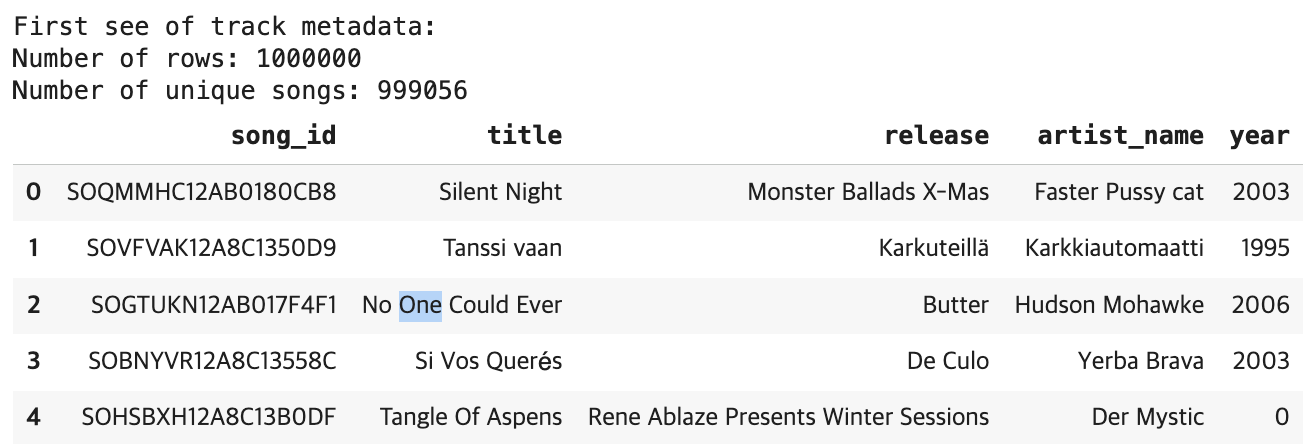 First see of track metadata:
Number of rows: 1000000
Number of unique songs: 999056
song_id title release artist_name year
0 SOQMMHC12AB0180CB8 Silent Night Monster Ballads X-Mas Faster Pussy cat 2003
1 SOVFVAK12A8C1350D9 Tanssi vaan Karkuteillä Karkkiautomaatti 1995
2 SOGTUKN12AB017F4F1 No One Could Ever Butter Hudson Mohawke 2006
3 SOBNYVR12A8C13558C Si Vos Querés De Culo Yerba Brava 2003
4 SOHSBXH12A8C13B0DF Tangle Of Aspens Rene Ablaze Presents Winter Sessions Der Mystic 0